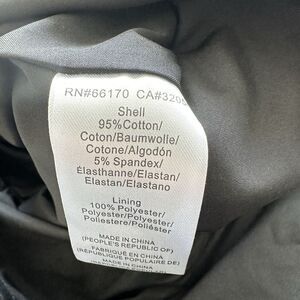 RN#66170 CA#320
Shell
95%Cotton/
Coton/Baumwolle/
Cotone/Algodón
5% Spandex/
Élasthanne/Elastan/
Elastan/Elastano
Lining
100% Polyester/
Polyester/Polyester/
Poliestere/Poliéster
MADE IN CHINA
(PEOPLE'S REPUBLIC OF)
FABRIQUÉ EN CHINE
(RÉPUBLIQUE POPULAIRE DE)